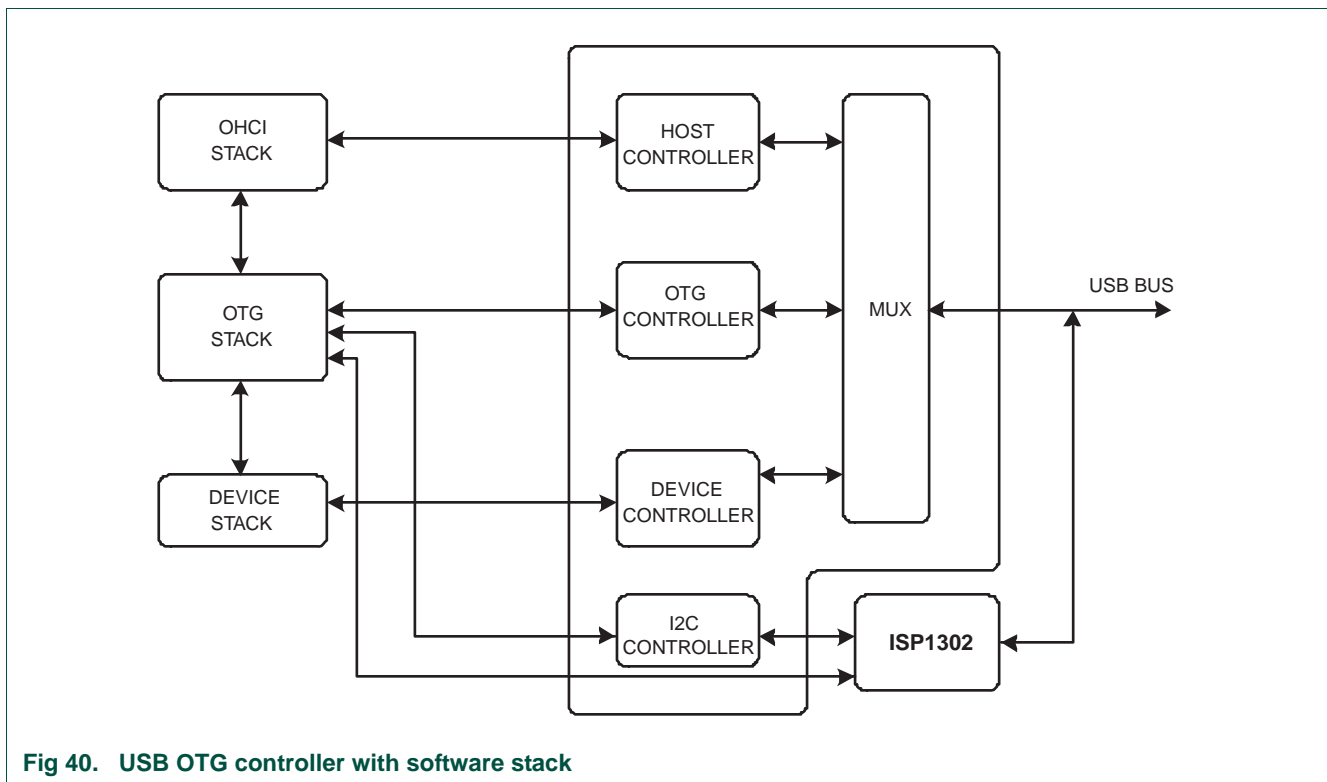 OHCI
STACK
HOST
CONTROLLER
OTG
STACK
OTG
CONTROLLER
MUX
USB BUS
DEVICE
STACK
DEVICE
CONTROLLER
I2C
CONTROLLER
ISP1302
Fig 40. USB OTG controller with software stack